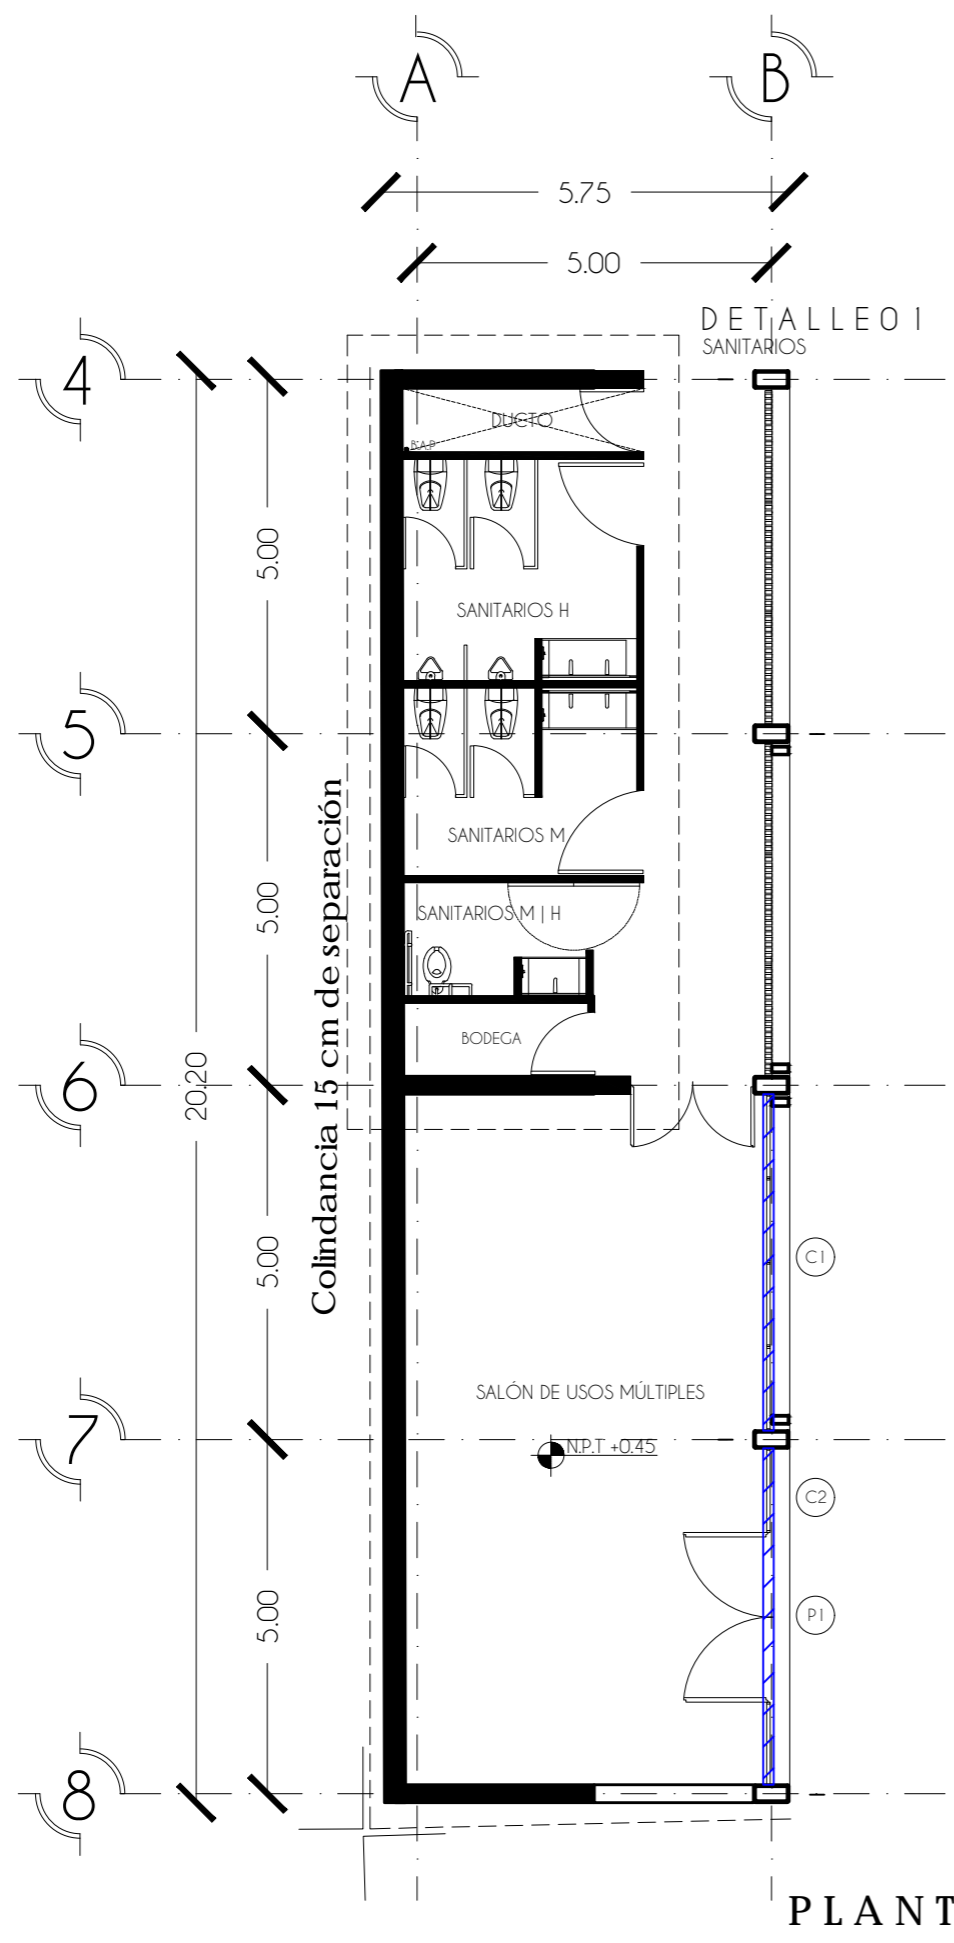 A
B
5.75
5.00
DETALLE01
SANITARIOS
4
DUCTO
B.A.P
5.00
SANITARIOS H
5
SANITARIOS M
5.00
SANITARIOS M | H
Colindancia 15 cm de separación
BODEGA
6
20.20
C1
5.00
SALÓN DE USOS MÚLTIPLES
7
N.P.T +0.45
C2
5.00
P1
8
PLANT